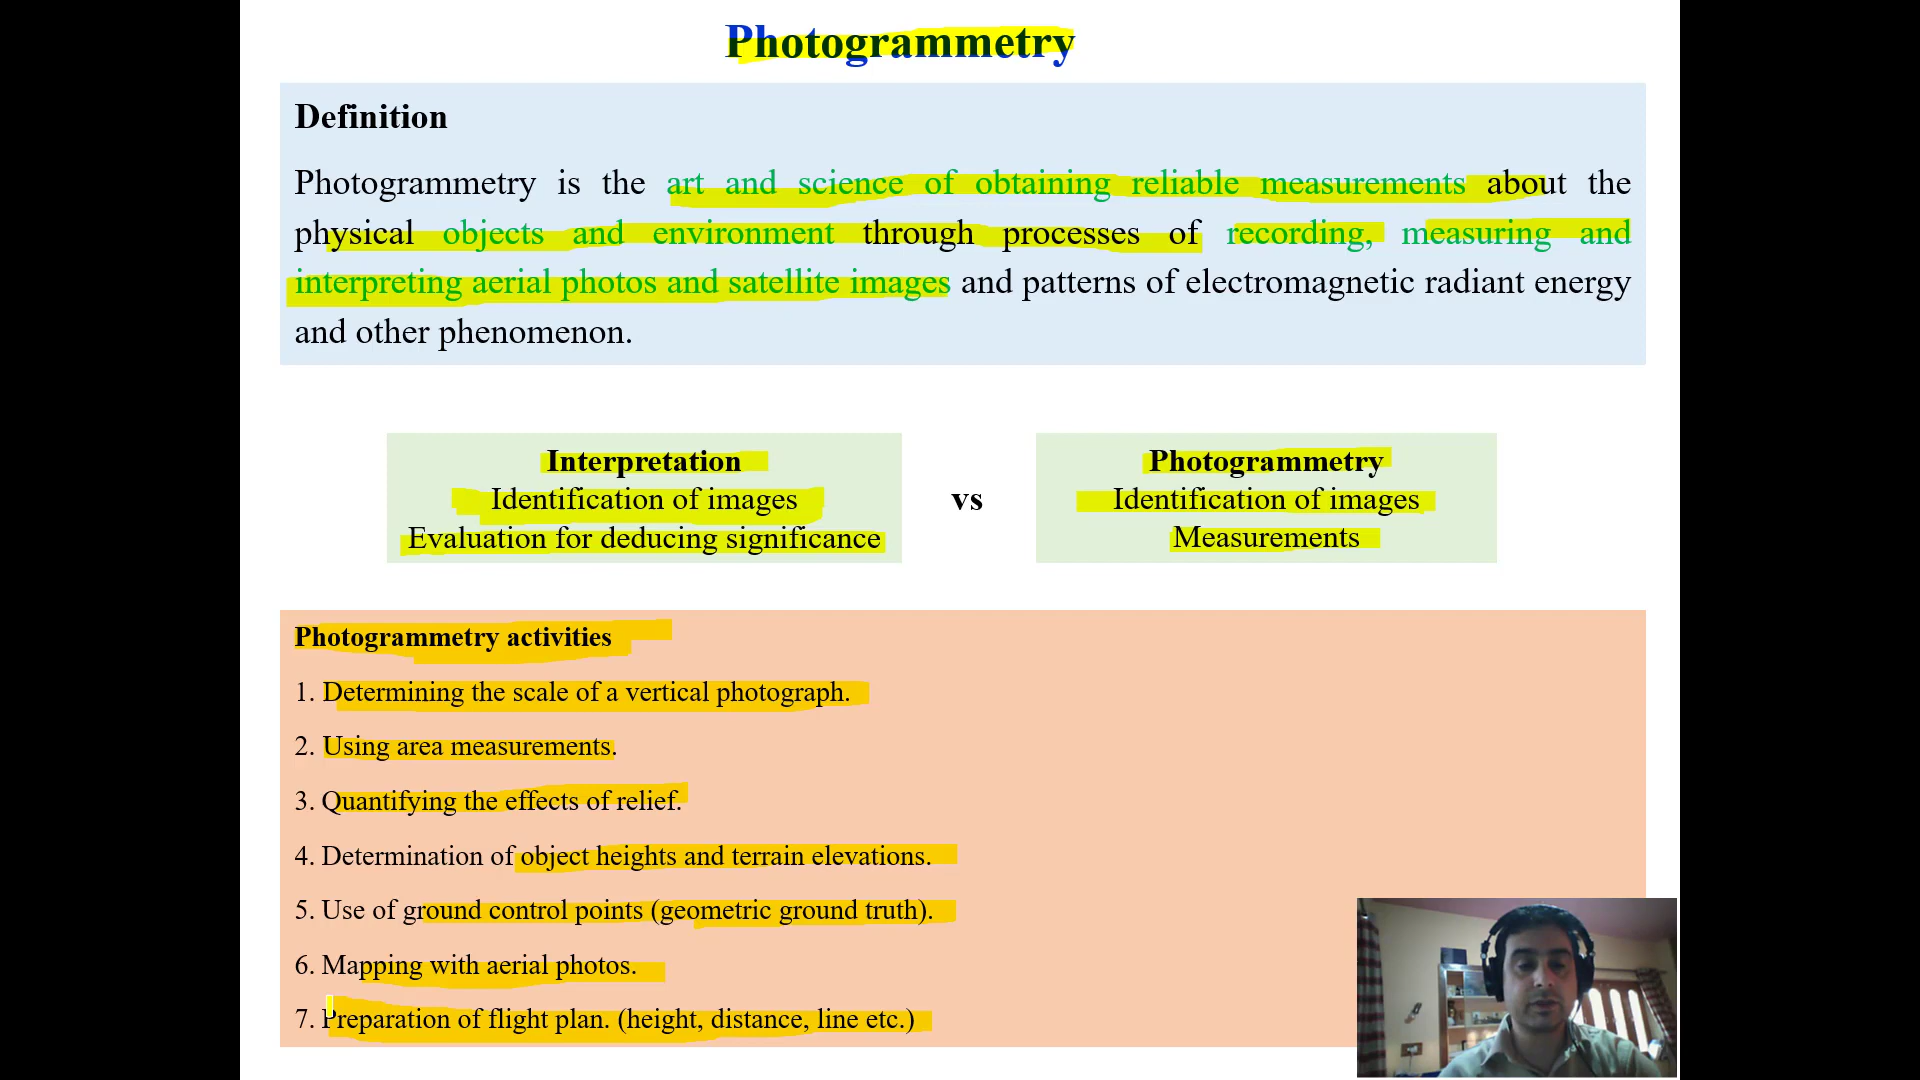 Photogrammetry
Definition
Photogrammetry is the art and science of obtaining reliable measurements about the
physical objects and environment through processes of recording, measuring and
interpreting aerial photos and satellite images and patterns of electromagnetic radiant energy
and other phenomenon.
Interpretation
Identification of images
Evaluation for deducing significance
vs
Photogrammetry
Identification of images
Measurements
Photogrammetry activities
1. Determining the scale of a vertical photograph.
2. Using area measurements.
3. Quantifying the effects of relief.
4. Determination of object heights and terrain elevations.
5. Use of ground control points (geometric ground truth).
6. Mapping with aerial photos.
7. Preparation of flight plan. (height, distance, line etc.)